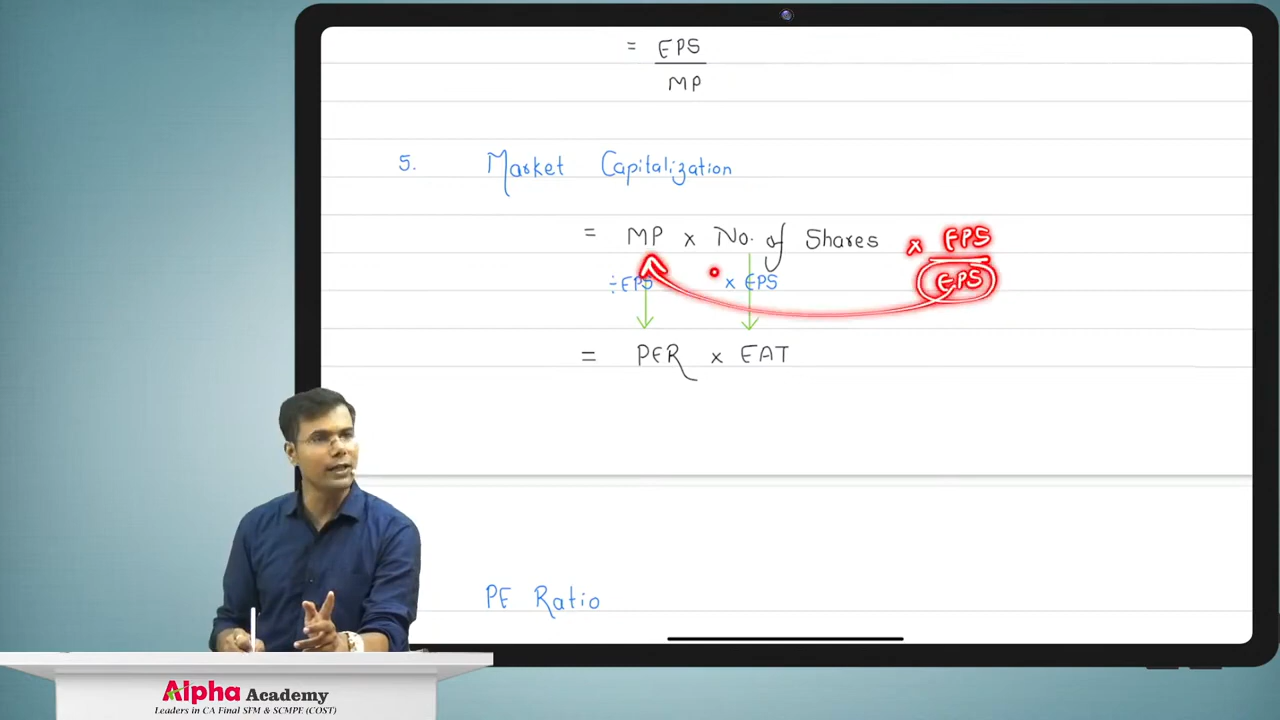 = EPS
MP
5. Market Capitalization
= MP x No. of Shares x EPS
÷EPS x EPS EPS
= PER x EAT
PE Ratio
Alpha Academy
Leaders in CA Final SFM & SCMPE (COST)